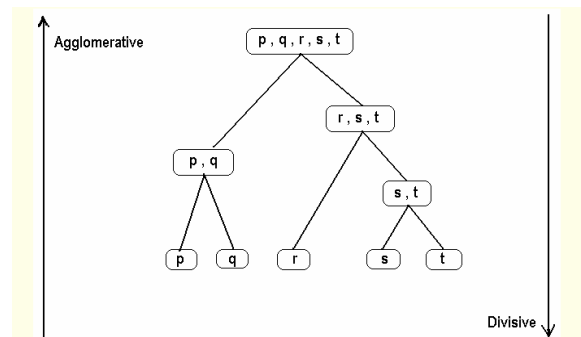 Agglomerative
p , q , r , s , t
r , s , t
p , q
s , t
p q r s t
Divisive